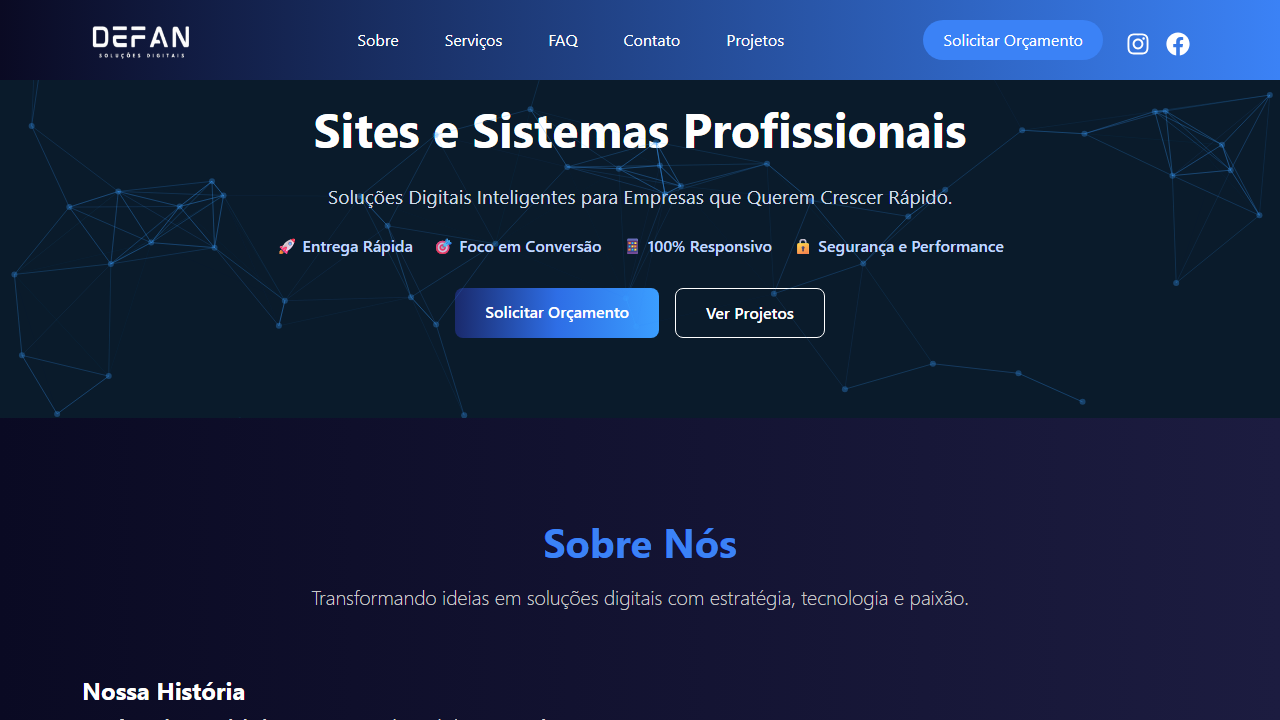 DEFAN
SOLUÇÕES DIGITAIS
Sobre
Serviços
FAQ
Contato
Projetos
Solicitar Orçamento
Sites e Sistemas Profissionais
Soluções Digitais Inteligentes para Empresas que Querem Crescer Rápido.
🚀 Entrega Rápida
🎯 Foco em Conversão
📱 100% Responsivo
🔒 Segurança e Performance
Solicitar Orçamento
Ver Projetos
Sobre Nós
Transformando ideias em soluções digitais com estratégia, tecnologia e paixão.
Nossa História